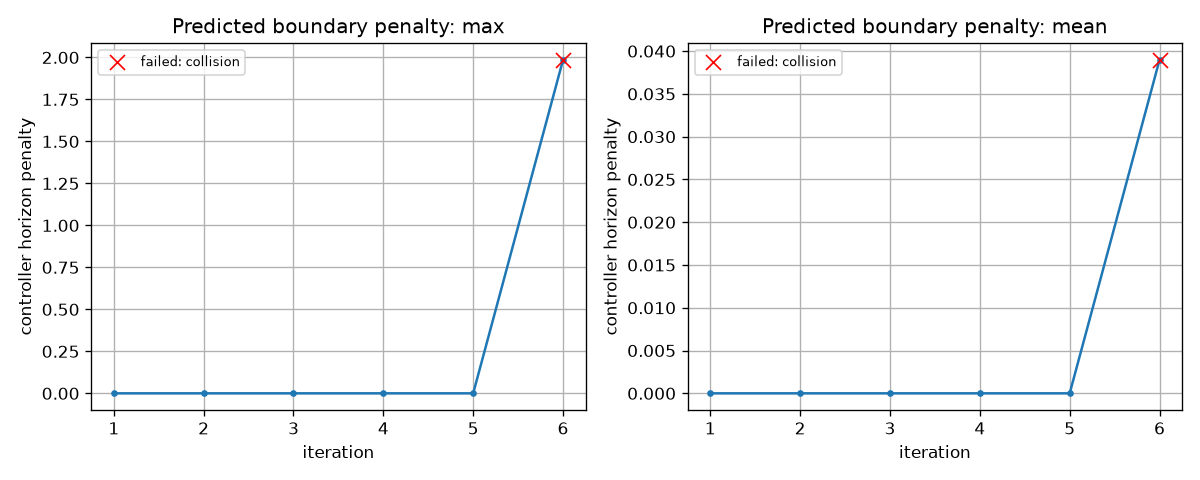 Predicted boundary penalty: max
failed: collision
controller horizon penalty
2.00
1.75
1.50
1.25
1.00
0.75
0.50
0.25
0.00
1 2 3 4 5 6
iteration
Predicted boundary penalty: mean
failed: collision
controller horizon penalty
0.040
0.035
0.030
0.025
0.020
0.015
0.010
0.005
0.000
1 2 3 4 5 6
iteration